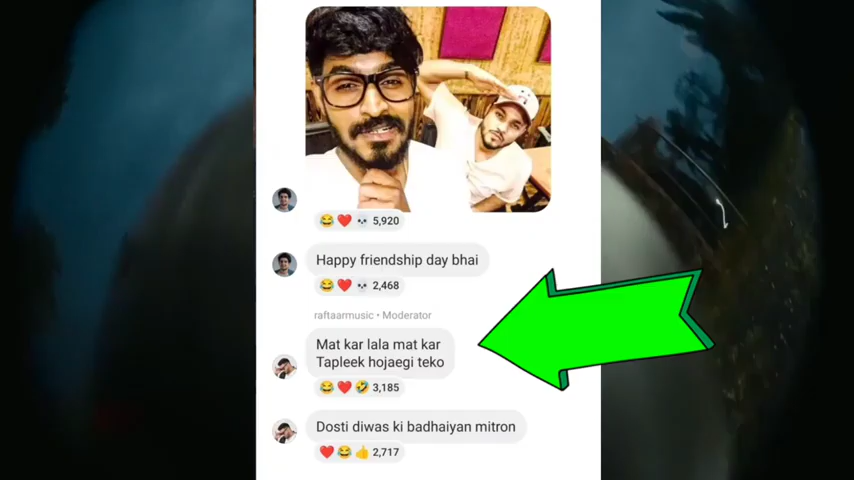 😂❤️💀 5,920
Happy friendship day bhai
😂❤️💀 2,468
raftaarmusic • Moderator
Mat kar lala mat kar
Tapleek hojaegi teko
😂❤️🤣 3,185
Dosti diwas ki badhaiyan mitron
❤️😂👍 2,717